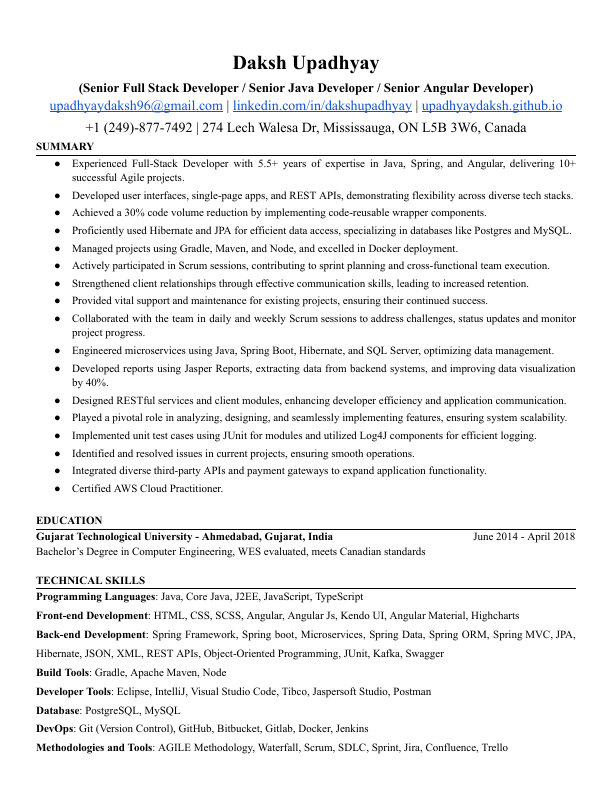 Daksh Upadhyay
(Senior Full Stack Developer / Senior Java Developer / Senior Angular Developer)
upadhyaydaksh96@gmail.com | linkedin.com/in/dakshupadhyay | upadhyaydaksh.github.io
+1 (249)-877-7492 | 274 Lech Walesa Dr, Mississauga, ON L5B 3W6, Canada
SUMMARY
● Experienced Full-Stack Developer with 5.5+ years of expertise in Java, Spring, and Angular, delivering 10+
successful Agile projects.
● Developed user interfaces, single-page apps, and REST APIs, demonstrating flexibility across diverse tech stacks.
● Achieved a 30% code volume reduction by implementing code-reusable wrapper components.
● Proficiently used Hibernate and JPA for efficient data access, specializing in databases like Postgres and MySQL.
● Managed projects using Gradle, Maven, and Node, and excelled in Docker deployment.
● Actively participated in Scrum sessions, contributing to sprint planning and cross-functional team execution.
● Strengthened client relationships through effective communication skills, leading to increased retention.
● Provided vital support and maintenance for existing projects, ensuring their continued success.
● Collaborated with the team in daily and weekly Scrum sessions to address challenges, status updates and monitor
project progress.
● Engineered microservices using Java, Spring Boot, Hibernate, and SQL Server, optimizing data management.
● Developed reports using Jasper Reports, extracting data from backend systems, and improving data visualization
by 40%.
● Designed RESTful services and client modules, enhancing developer efficiency and application communication.
● Played a pivotal role in analyzing, designing, and seamlessly implementing features, ensuring system scalability.
● Implemented unit test cases using JUnit for modules and utilized Log4J components for efficient logging.
● Identified and resolved issues in current projects, ensuring smooth operations.
● Integrated diverse third-party APIs and payment gateways to expand application functionality.
● Certified AWS Cloud Practitioner.
EDUCATION
Gujarat Technological University - Ahmedabad, Gujarat, India June 2014 - April 2018
Bachelor's Degree in Computer Engineering, WES evaluated, meets Canadian standards
TECHNICAL SKILLS
Programming Languages: Java, Core Java, J2EE, JavaScript, TypeScript
Front-end Development: HTML, CSS, SCSS, Angular, Angular Js, Kendo UI, Angular Material, Highcharts
Back-end Development: Spring Framework, Spring boot, Microservices, Spring Data, Spring ORM, Spring MVC, JPA,
Hibernate, JSON, XML, REST APIs, Object-Oriented Programming, JUnit, Kafka, Swagger
Build Tools: Gradle, Apache Maven, Node
Developer Tools: Eclipse, IntelliJ, Visual Studio Code, Tibco, Jaspersoft Studio, Postman
Database: PostgreSQL, MySQL
DevOps: Git (Version Control), GitHub, Bitbucket, Gitlab, Docker, Jenkins
Methodologies and Tools: AGILE Methodology, Waterfall, Scrum, SDLC, Sprint, Jira, Confluence, Trello